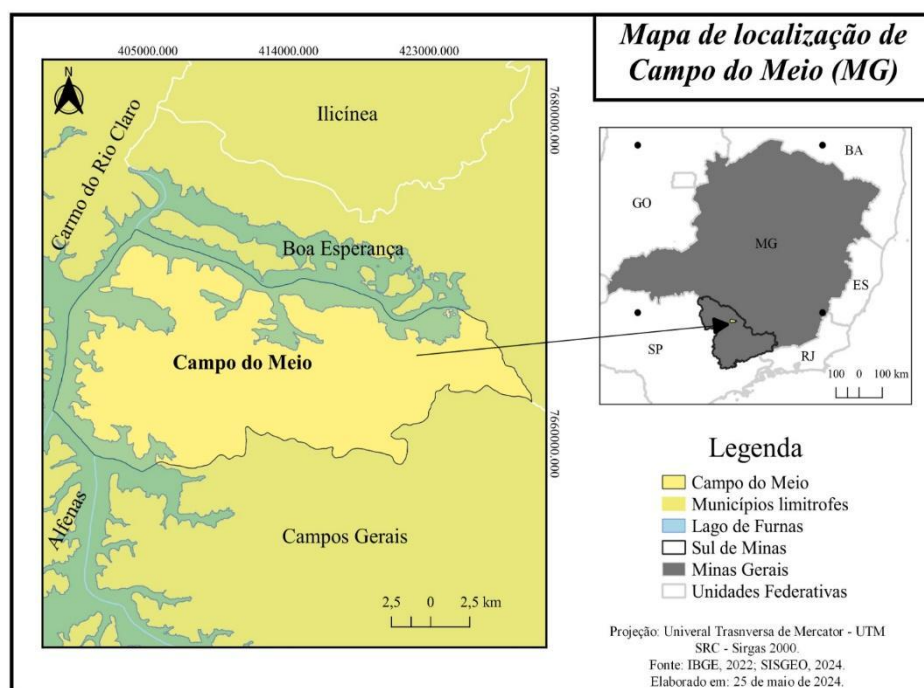 Mapa de localização de
Campo do Meio (MG)
405000.000
414000.000
423000.000
N
7680000.000
7660000.000
Ilicínea
Carmo do Rio Claro
Boa Esperança
Campo do Meio
Alfenas
Campos Gerais
2,5 0 2,5 km
BA
GO
MG
ES
SP
RJ
100 0 100 km
Legenda
Campo do Meio
Municípios limitrofes
Lago de Furnas
Sul de Minas
Minas Gerais
Unidades Federativas
Projeção: Univeral Trasnversa de Mercator - UTM
SRC - Sirgas 2000.
Fonte: IBGE, 2022; SISGEO, 2024.
Elaborado em: 25 de maio de 2024.